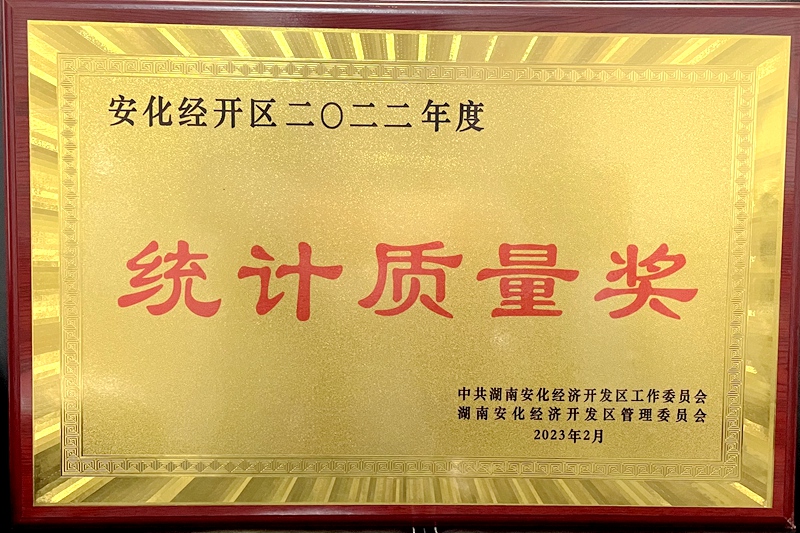 安化经开区二〇二二年度
统计质量奖
中共湖南安化经济开发区工作委员会
湖南安化经济开发区管理委员会
2023年2月